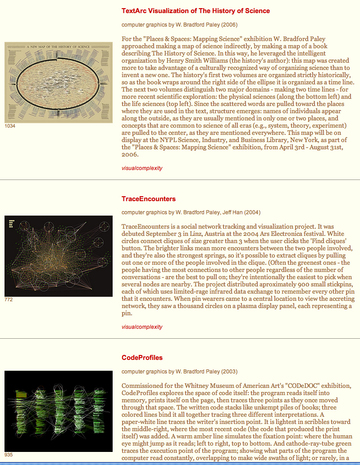 TextArc Visualization of The History of Science
computer graphics by W. Bradford Paley (2006)
For the "Places & Spaces: Mapping Science" exhibition W. Bradford Paley
approached making a map of science indirectly, by making a map of a book
describing The History of Science. In this way, he leveraged the intelligent
organization by Henry Smith Williams (the history's author): this map created
more to take advantage of a culturally recognized way of organizing science than to
invent a new one. The history's first two volumes are organized strictly historically,
so as the book wraps around the right side of the ellipse it is organized as a time line.
The next two volumes distinguish two major domains - making two time lines - for
more recent scientific exploration: the physical sciences (along the bottom left) and
the life sciences (top left). Since the scattered words are pulled toward the places
where they are used in the text, structure emerges: names of individuals appear
along the outside, as they are usually mentioned in only one or two places, and
concepts that are common to science of all eras (e.g., system, theory, experiment)
are pulled to the center, as they are mentioned everywhere. This map will be on
display at the NYPL Science, Industry, and Business Library, New York, as part of
the "Places & Spaces: Mapping Science" exhibition, from April 3rd - August 31st,
2006.
visualcomplexity
1034
TraceEncounters
computer graphics by W. Bradford Paley, Jeff Han (2004)
TraceEncounters is a social network tracking and visualization project. It was
debuted September 3 in Linz, Austria at the 2004 Ars Electronica festival. White
circles connect cliques of size greater than 3 when the user clicks the 'Find cliques'
button. The brighter links mean more encounters between the two people involved,
and they're also the strongest springs, so it's possible to extract cliques by pulling
out one or more of the people involved in the clique. (Often the greenest ones - the
people having the most connections to other people regardless of the number of
conversations - are the best to pull on; they're intentionally the easiest to pick when
several nodes are nearby. The project distributed aproximately 900 small stickpins,
each of which uses limited-rage infrared data exchange to remember every other pin
that it encounters. When pin wearers came to a central location to view the accreting
network, they saw a thousand circles on a plasma display panel, each representing a
pin.
visualcomplexity
772
CodeProfiles
computer graphics by W. Bradford Paley (2003)
Commissioned for the Whitney Museum of American Art's "CODeDOC" exhibition,
CodeProfiles explores the space of code itself: the program reads itself into
memory, prints itself on the page, then traces three points as they once moved
through that space. The written code stacks like unkempt piles of books; three
colored lines bind it all together tracing three different interpretations. A
paper-white line traces the writer's insertion point. It is lightest in scribbles toward
the middle-right, where the most recent code (the code that produced the print
itself) was added. A warm amber line simulates the fixation point: where the human
eye might jump as it reads; left to right, top to bottom. And cathode-ray-tube green
traces the execution point of the program; showing what parts of the program the
computer read constantly, overlapping to make wide swaths of light; or rarely, in a
935